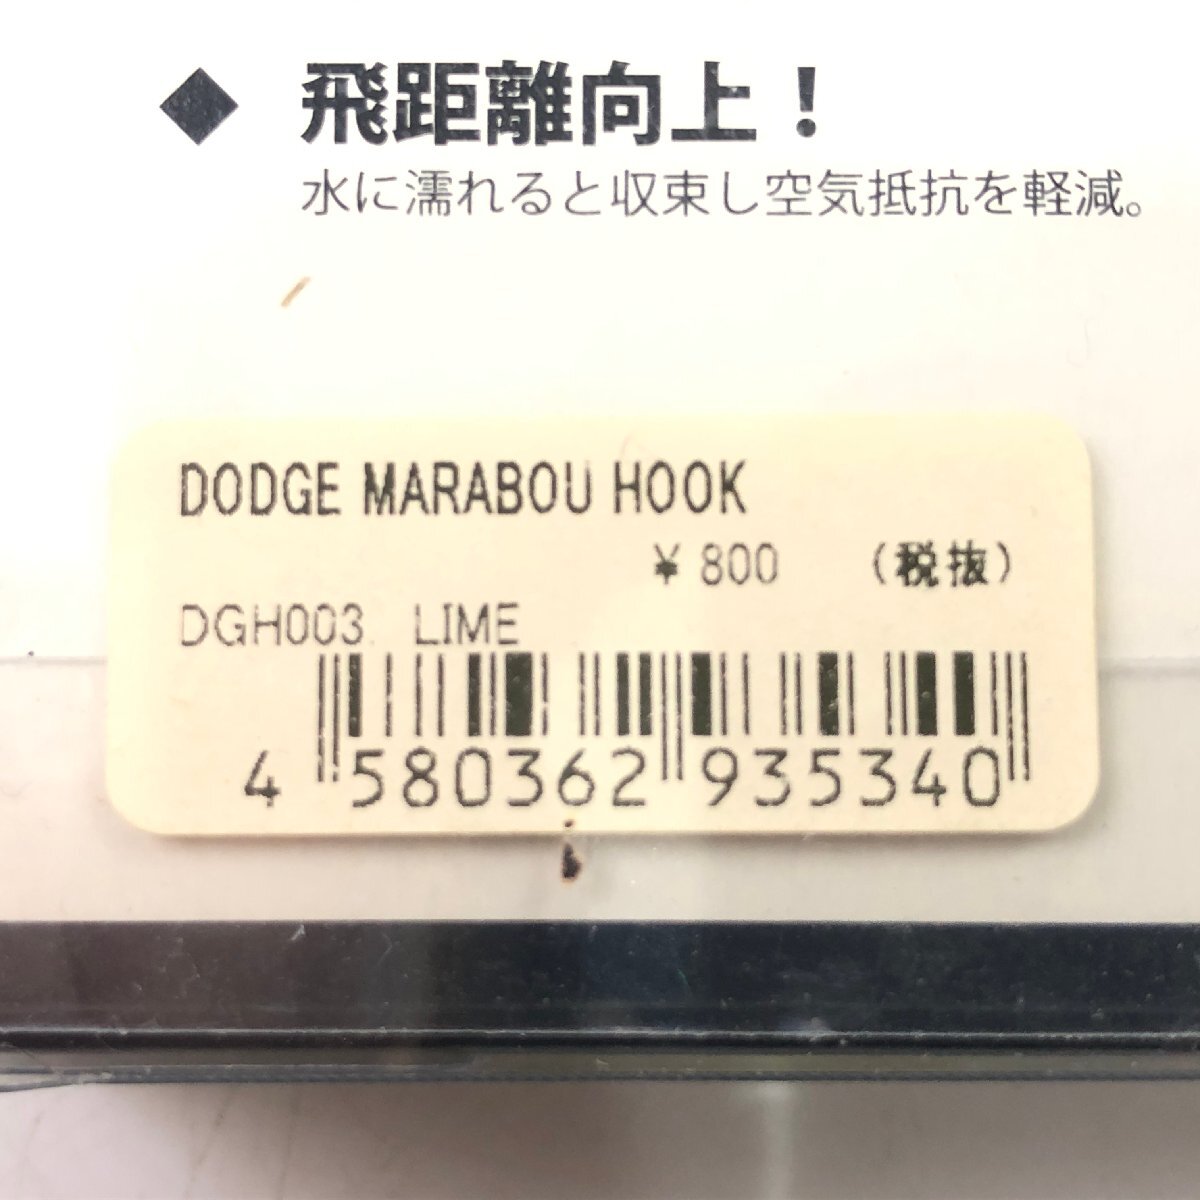 ◆ 飛距離向上！
水に濡れると収束し空気抵抗を軽減。
DODGE MARABOU HOOK
¥800 （税抜）
DGH003 LIME
4 580362 935340